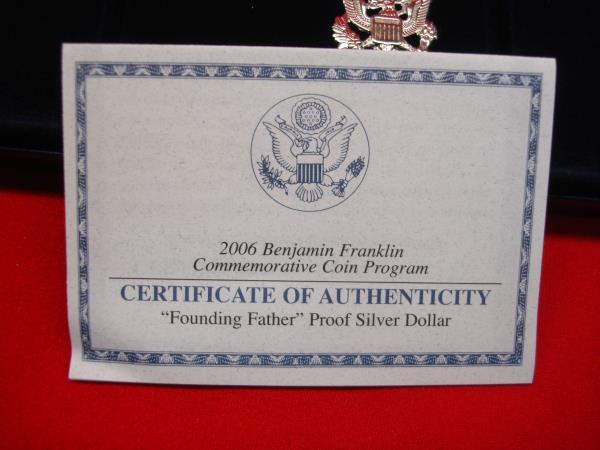 2006 Benjamin Franklin
Commemorative Coin Program
CERTIFICATE OF AUTHENTICITY
“Founding Father” Proof Silver Dollar